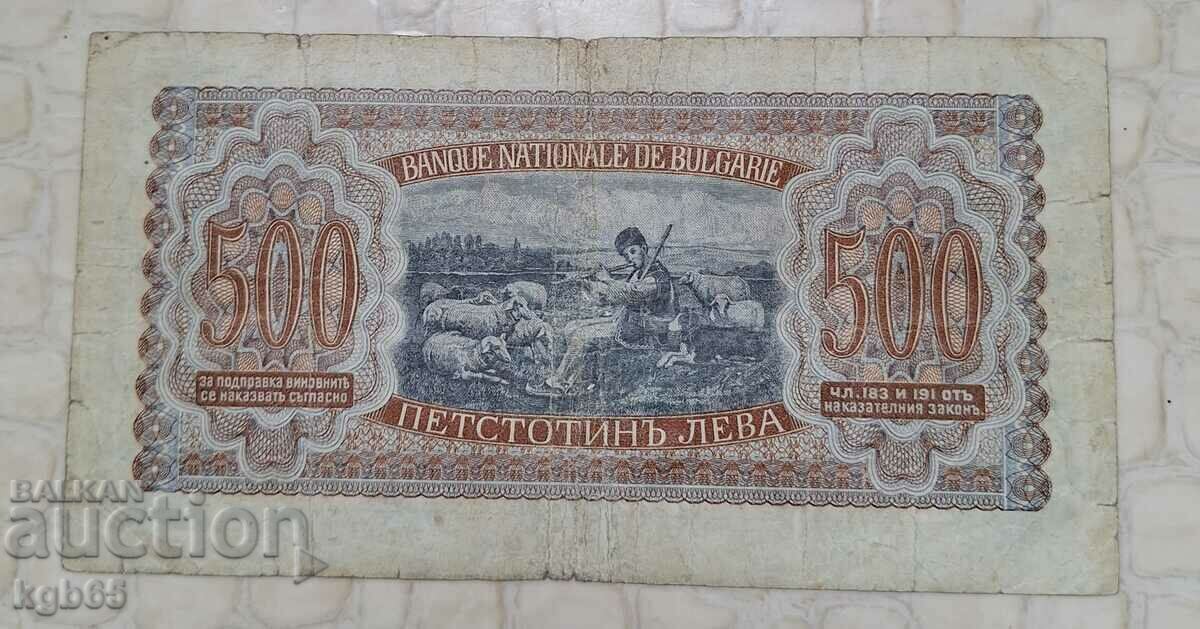 BANQUE NATIONALE DE BULGARIE
500
500
ЗА ПОДПРАВКА ВИНОВНИТѢ
СЕ НАКАЗВАТЪ СЪГЛАСНО
ЧЛ. 183 И 191 ОТЪ
НАКАЗАТЕЛНИЯ ЗАКОНЪ.
ПЕТСТОТИНЪ ЛЕВА
BALKAN
auction
kgb65